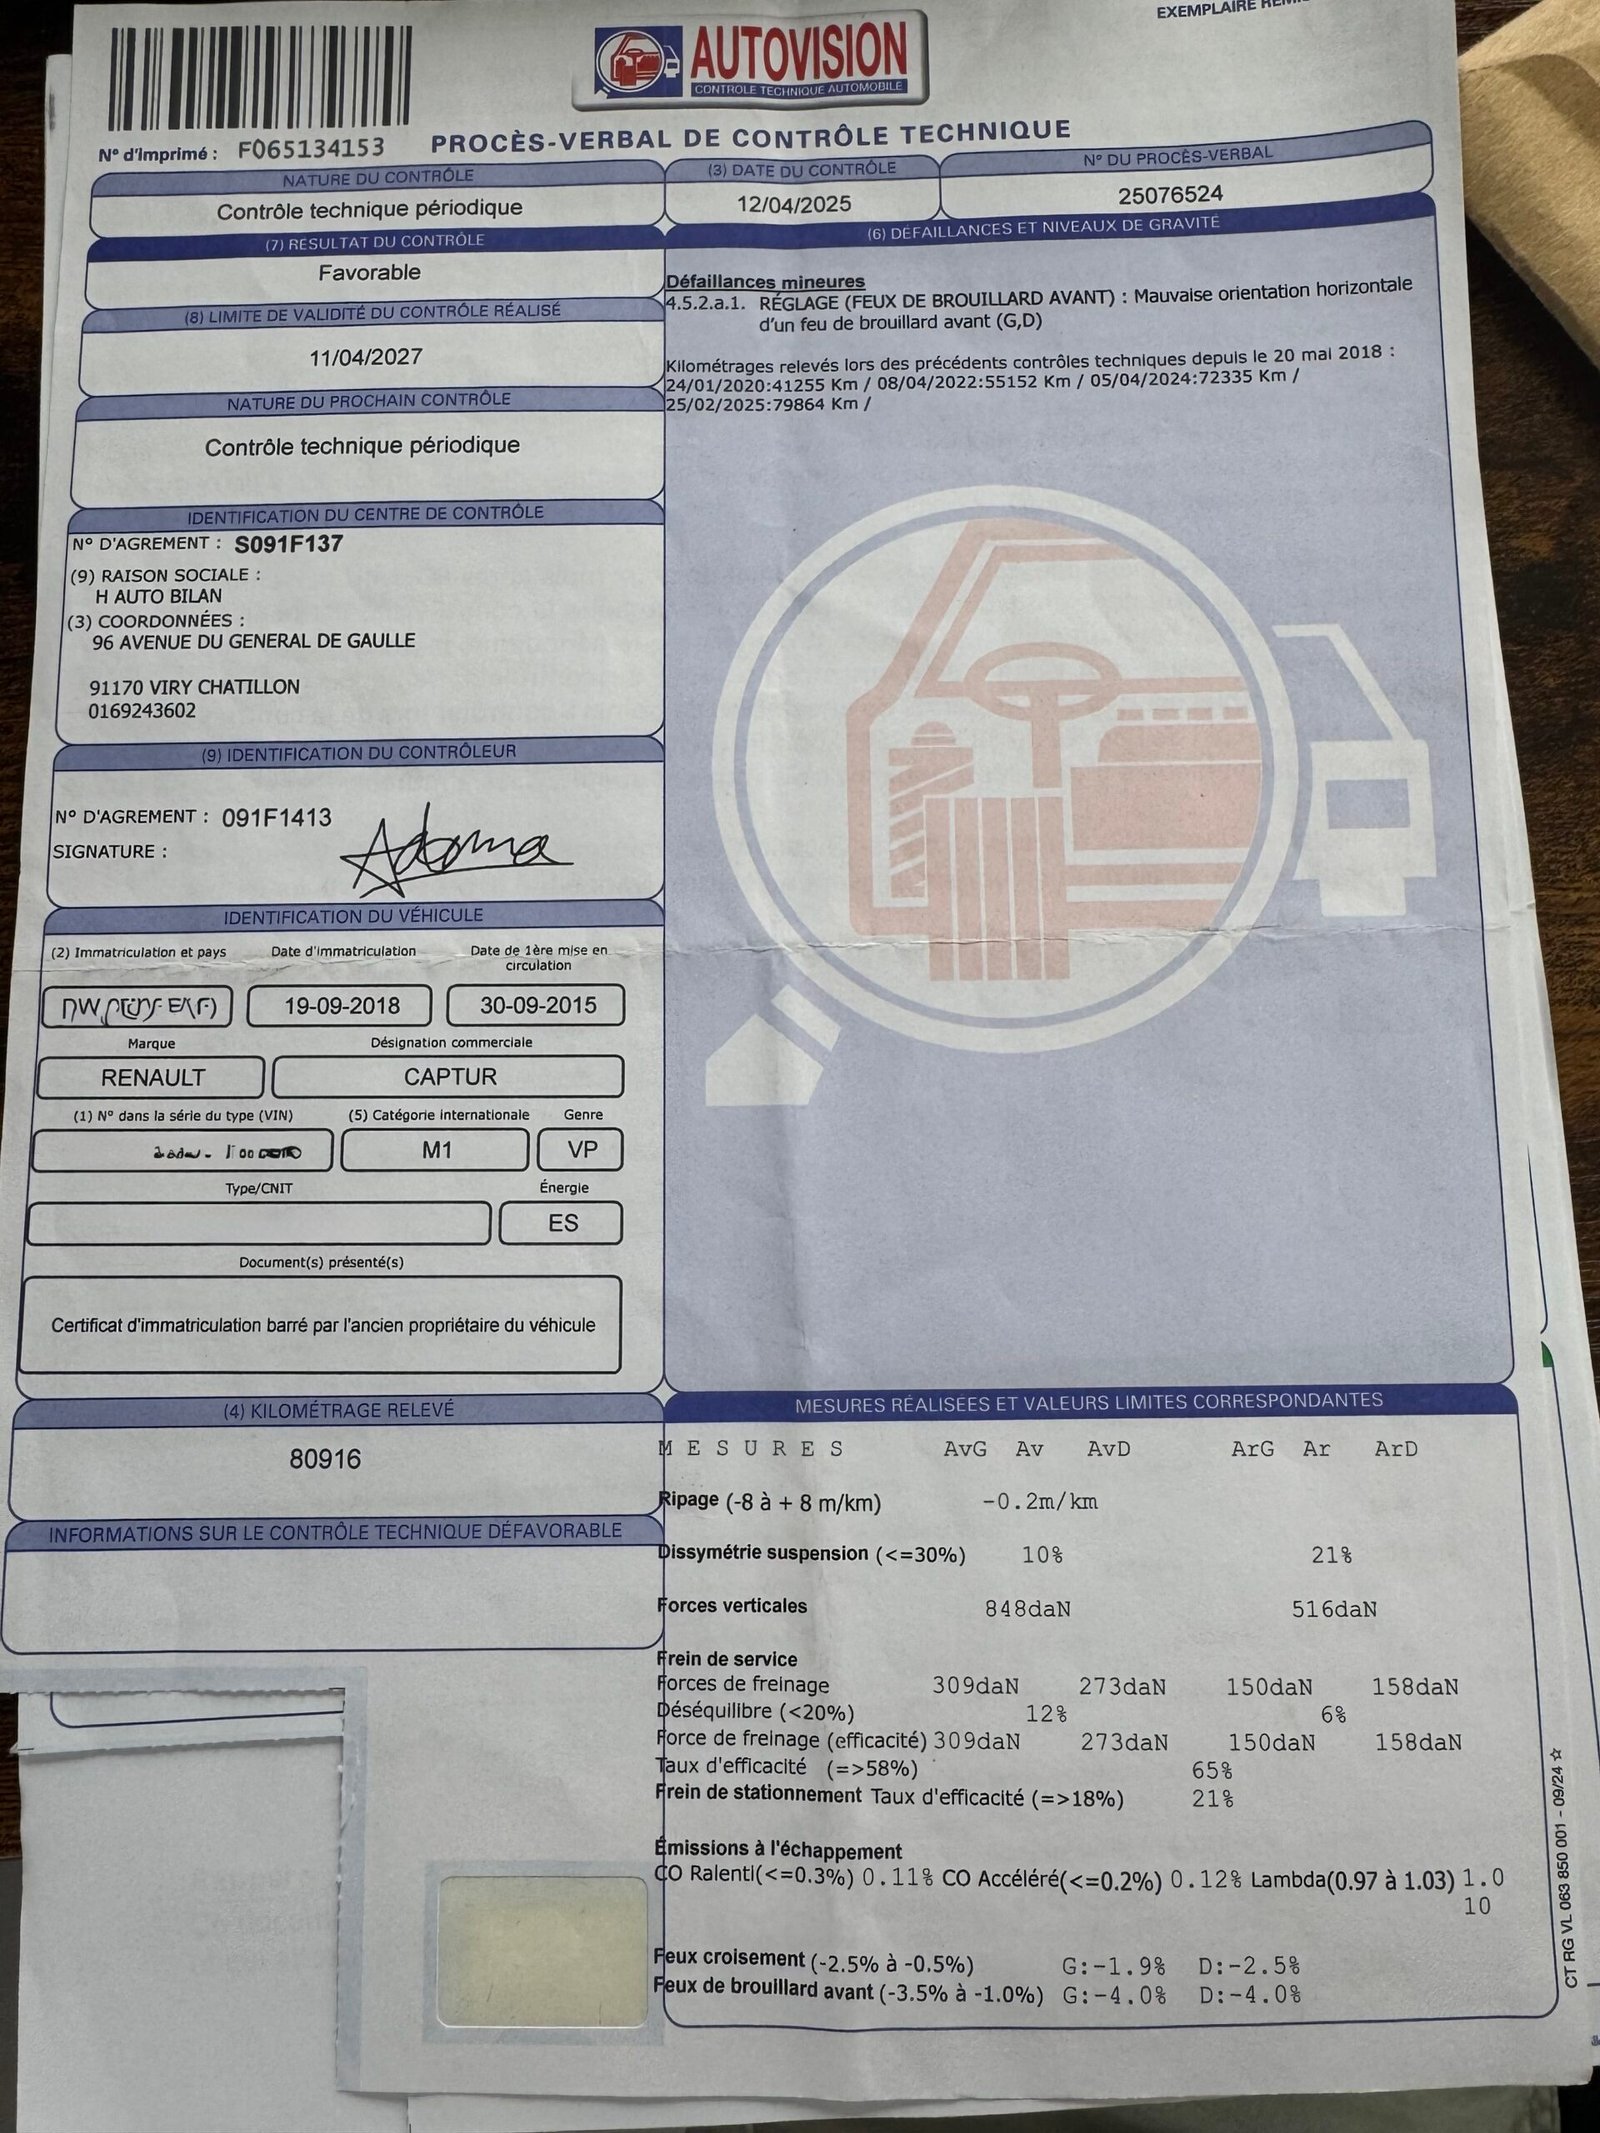 EXEMPLAIRE
AUTOVISION
CONTROLE TECHNIQUE AUTOMOBILE
N° d'Imprimé : F065134153
PROCÈS-VERBAL DE CONTRÔLE TECHNIQUE
NATURE DU CONTRÔLE
Contrôle technique périodique
(3) DATE DU CONTRÔLE
12/04/2025
N° DU PROCÈS-VERBAL
25076524
(7) RÉSULTAT DU CONTRÔLE
Favorable
(8) LIMITE DE VALIDITÉ DU CONTRÔLE RÉALISÉ
11/04/2027
NATURE DU PROCHAIN CONTRÔLE
Contrôle technique périodique
IDENTIFICATION DU CENTRE DE CONTRÔLE
N° D'AGREMENT : S091F137
(9) RAISON SOCIALE :
H AUTO BILAN
(3) COORDONNÉES :
96 AVENUE DU GENERAL DE GAULLE
91170 VIRY CHATILLON
0169243602
(9) IDENTIFICATION DU CONTRÔLEUR
N° D'AGREMENT : 091F1413
SIGNATURE :
IDENTIFICATION DU VÉHICULE
(2) Immatriculation et pays
Date d'immatriculation
19-09-2018
Date de 1ère mise en
circulation
30-09-2015
Marque
RENAULT
Désignation commerciale
CAPTUR
(1) N° dans la série du type (VIN)
(5) Catégorie internationale
M1
Genre
VP
Type/CNIT
Énergie
ES
Document(s) présenté(s)
Certificat d'immatriculation barré par l'ancien propriétaire du véhicule
(4) KILOMÉTRAGE RELEVÉ
80916
INFORMATIONS SUR LE CONTRÔLE TECHNIQUE DÉFAVORABLE
(6) DÉFAILLANCES ET NIVEAUX DE GRAVITÉ
Défaillances mineures
4.5.2.a.1. RÉGLAGE (FEUX DE BROUILLARD AVANT) : Mauvaise orientation horizontale
d'un feu de brouillard avant (G,D)
Kilométrages relevés lors des précédents contrôles techniques depuis le 20 mai 2018 :
24/01/2020:41255 Km / 08/04/2022:55152 Km / 05/04/2024:72335 Km /
25/02/2025:79864 Km /
MESURES RÉALISÉES ET VALEURS LIMITES CORRESPONDANTES
M E S U R E S AvG Av AvD ArG Ar ArD
Ripage (-8 à + 8 m/km) -0.2m/km
Dissymétrie suspension (<=30%) 10% 21%
Forces verticales 848daN 516daN
Frein de service
Forces de freinage 309daN 273daN 150daN 158daN
Déséquilibre (<20%) 12% 6%
Force de freinage (efficacité) 309daN 273daN 150daN 158daN
Taux d'efficacité (=>58%) 65%
Frein de stationnement Taux d'efficacité (=>18%) 21%
Émissions à l'échappement
CO Ralenti(<=0.3%) 0.11% CO Accéléré(<=0.2%) 0.12% Lambda(0.97 à 1.03) 1.0
10
Feux croisement (-2.5% à -0.5%) G:-1.9% D:-2.5%
Feux de brouillard avant (-3.5% à -1.0%) G:-4.0% D:-4.0%
CT RG VL 063 850 001 - 09/24